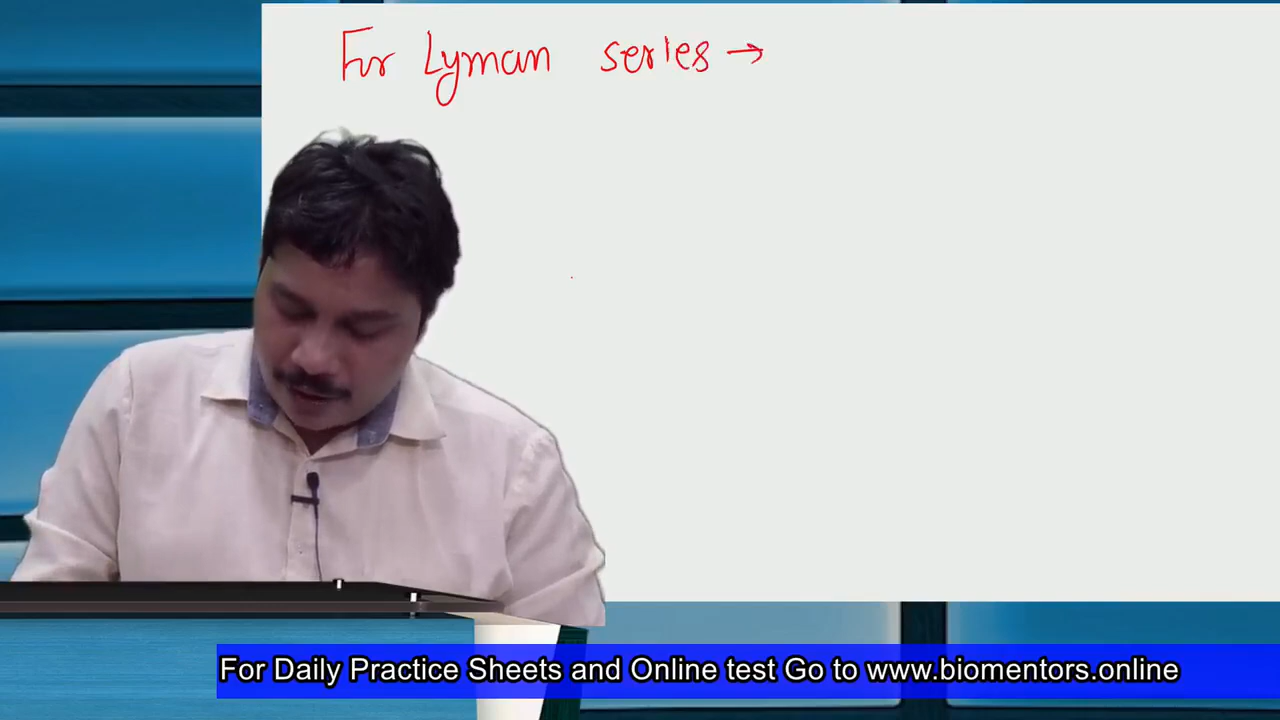 For Lyman series →
For Daily Practice Sheets and Online test Go to www.biomentors.online